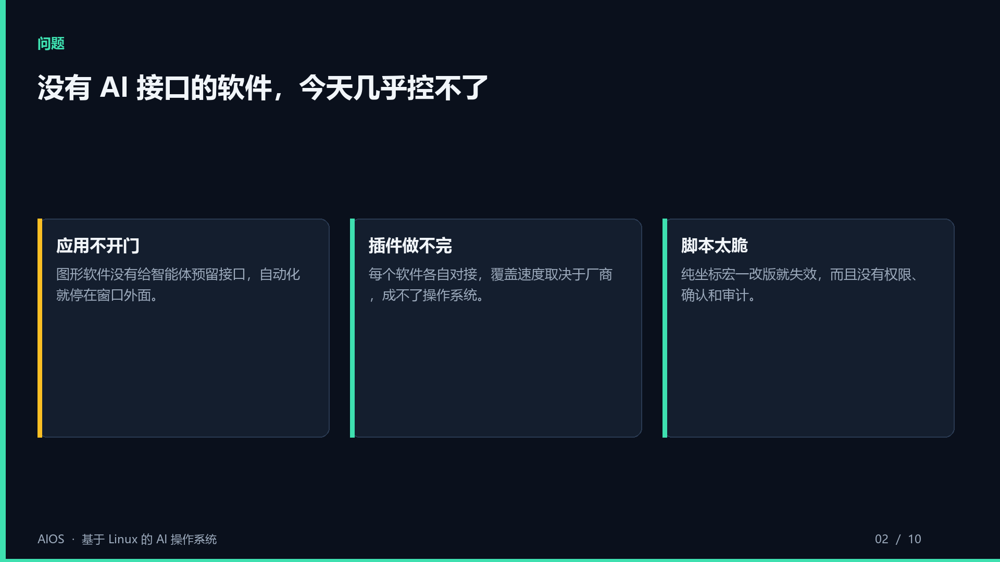 问题
没有 AI 接口的软件，今天几乎控不了
应用不开门
图形软件没有给智能体预留接口，自动化
就停在窗口外面。
插件做不完
每个软件各自对接，覆盖速度取决于厂商
，成不了操作系统。
脚本太脆
纯坐标宏一改版就失效，而且没有权限、
确认和审计。
AIOS · 基于 Linux 的 AI 操作系统
02 / 10